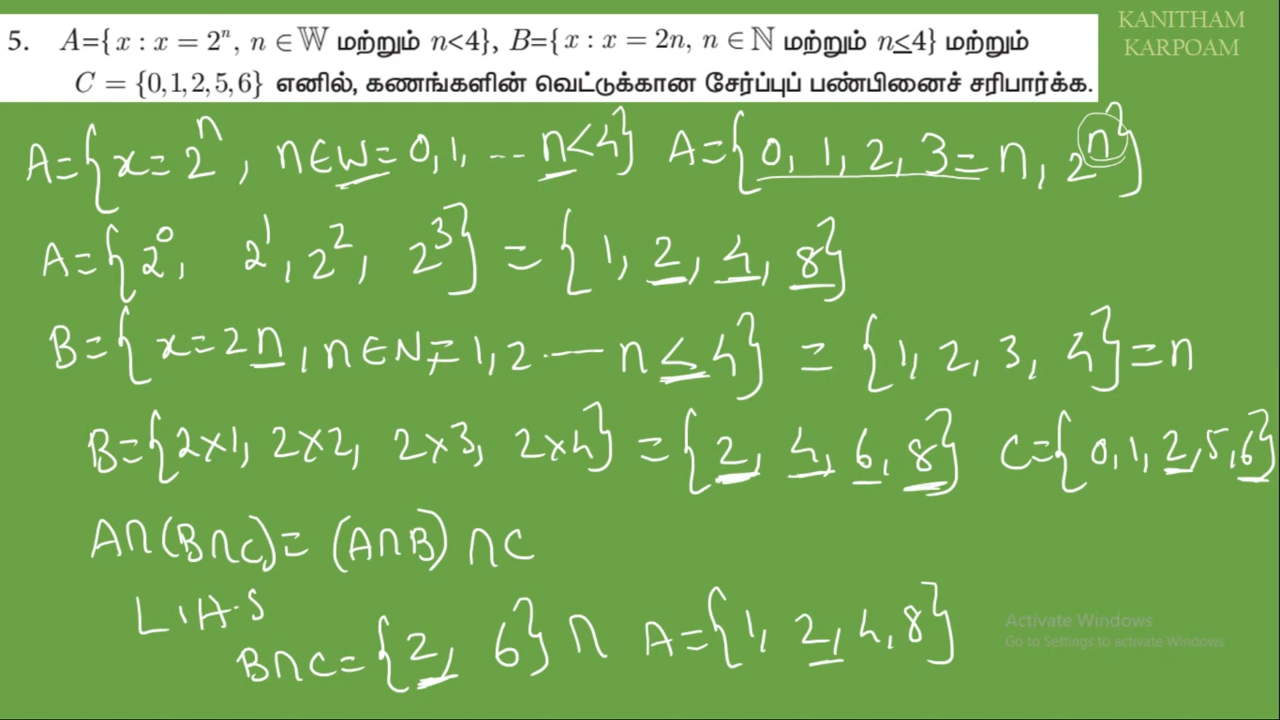 KANITHAM
KARPOAM
5. A={x : x = 2ⁿ, n ∈ 𝕎 மற்றும் n<4}, B={x : x = 2n, n ∈ ℕ மற்றும் n≤4} மற்றும்
C = {0,1,2,5,6} எனில், கணங்களின் வெட்டுக்கான சேர்ப்புப் பண்பினைச் சரிபார்க்க.
A={x=2ⁿ, n∈W=0,1,... n<4} A={0, 1, 2, 3=n, 2ⁿ}
A={2⁰, 2¹, 2², 2³} = {1, 2, 4, 8}
B={x=2n, n∈N=1,2 ... n≤4} = {1, 2, 3, 4}=n
B={2×1, 2×2, 2×3, 2×4} = {2, 4, 6, 8} C={0,1,2,5,6}
A∩(B∩C)= (A∩B)∩C
L.H.S
B∩C={2, 6} ∩ A={1, 2, 4, 8}
Activate Windows
Go to Settings to activate Windows.